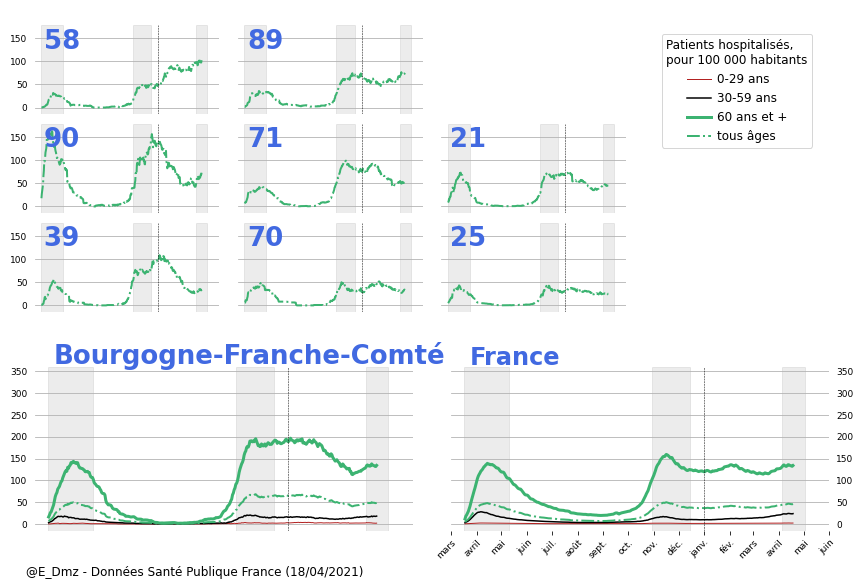 58
89
150
100
50
0
Patients hospitalisés,
pour 100 000 habitants
0-29 ans
30-59 ans
60 ans et +
tous âges
90
71
21
150
100
50
0
39
70
25
150
100
50
0
Bourgogne-Franche-Comté
France
350
300
250
200
150
100
50
0
350
300
250
200
150
100
50
0
mars
avril
mai
juin
juil.
août
sept.
oct.
nov.
déc.
janv.
fév.
mars
avril
mai
juin
@E_Dmz - Données Santé Publique France (18/04/2021)